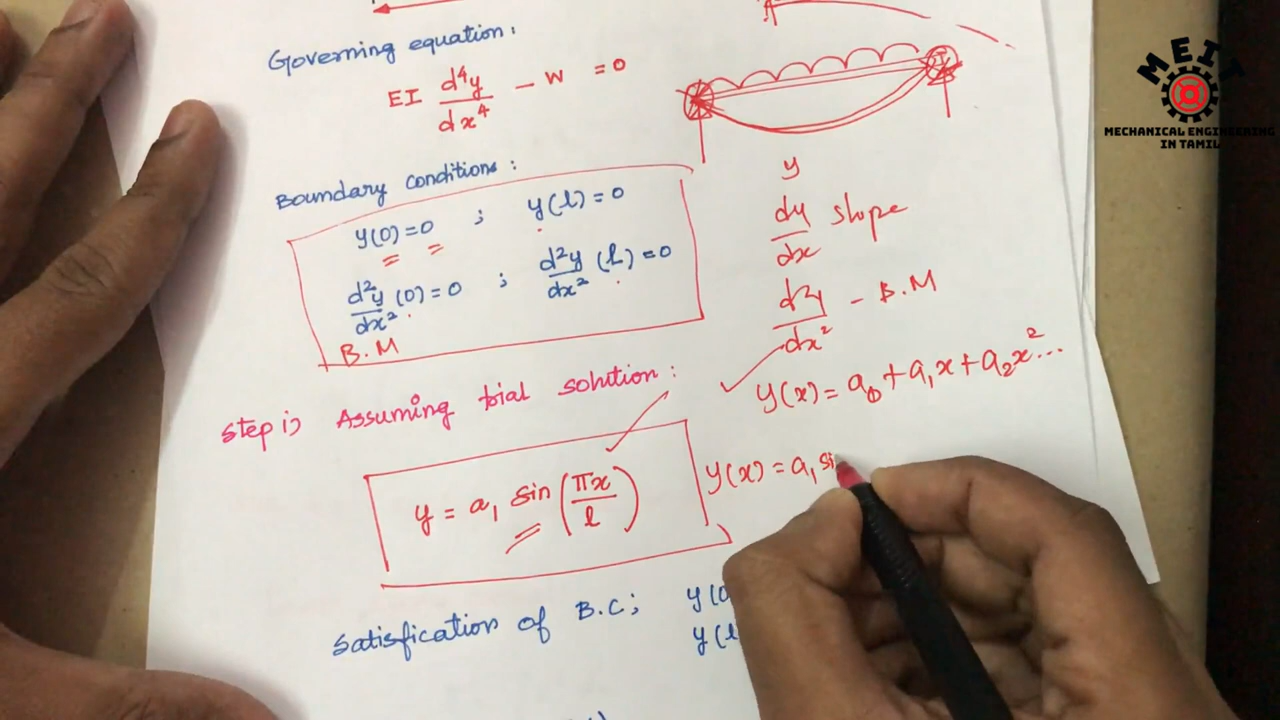 Governing equation:
EI d⁴y/dx⁴ - W = 0
Boundary conditions:
y(0)=0 ; y(l)=0
d²y/dx² (0)=0 ; d²y/dx² (l)=0
B.M
y
dy/dx slope
d²y/dx² - B.M
y(x) = a₀ + a₁x + a₂x² ...
Step 1) Assuming trial solution:
y = a₁ sin (πx/l)
y(x) = a₁ si
Satisfication of B.C; y(0
y(l
MEIT
MECHANICAL ENGINEERING
IN TAMIL